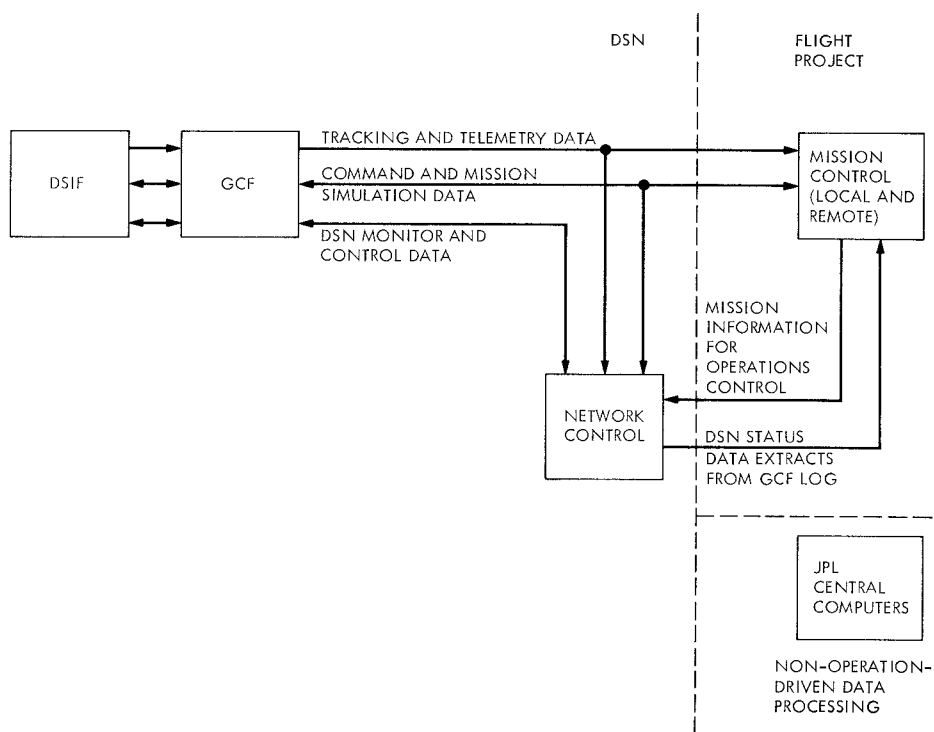 DSN
FLIGHT
PROJECT
DSIF
GCF
TRACKING AND TELEMETRY DATA
COMMAND AND MISSION
SIMULATION DATA
DSN MONITOR AND
CONTROL DATA
MISSION
CONTROL
(LOCAL AND
REMOTE)
MISSION
INFORMATION
FOR
OPERATIONS
CONTROL
NETWORK
CONTROL
DSN STATUS
DATA EXTRACTS
FROM GCF LOG
JPL
CENTRAL
COMPUTERS
NON-OPERATION-
DRIVEN DATA
PROCESSING